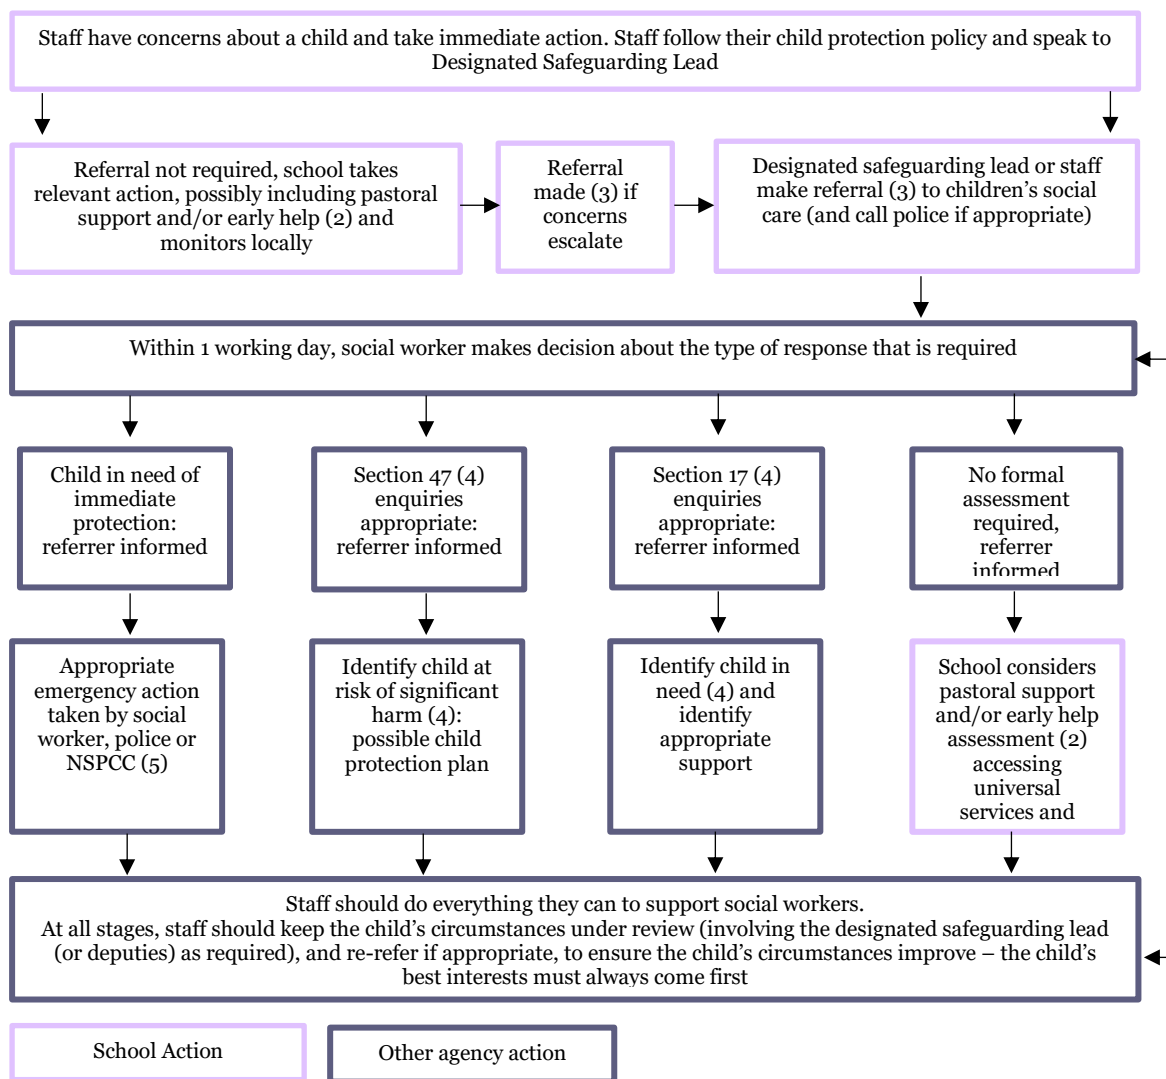 Staff have concerns about a child and take immediate action. Staff follow their child protection policy and speak to
Designated Safeguarding Lead
Referral not required, school takes
relevant action, possibly including pastoral
support and/or early help (2) and
monitors locally
Referral
made (3) if
concerns
escalate
Designated safeguarding lead or staff
make referral (3) to children’s social
care (and call police if appropriate)
Within 1 working day, social worker makes decision about the type of response that is required
Child in need of
immediate
protection:
referrer informed
Section 47 (4)
enquiries
appropriate:
referrer informed
Section 17 (4)
enquiries
appropriate:
referrer informed
No formal
assessment
required,
referrer
informed
Appropriate
emergency action
taken by social
worker, police or
NSPCC (5)
Identify child at
risk of significant
harm (4):
possible child
protection plan
Identify child in
need (4) and
identify
appropriate
support
School considers
pastoral support
and/or early help
assessment (2)
accessing
universal
services and
Staff should do everything they can to support social workers.
At all stages, staff should keep the child’s circumstances under review (involving the designated safeguarding lead
(or deputies) as required), and re-refer if appropriate, to ensure the child’s circumstances improve – the child’s
best interests must always come first
School Action
Other agency action